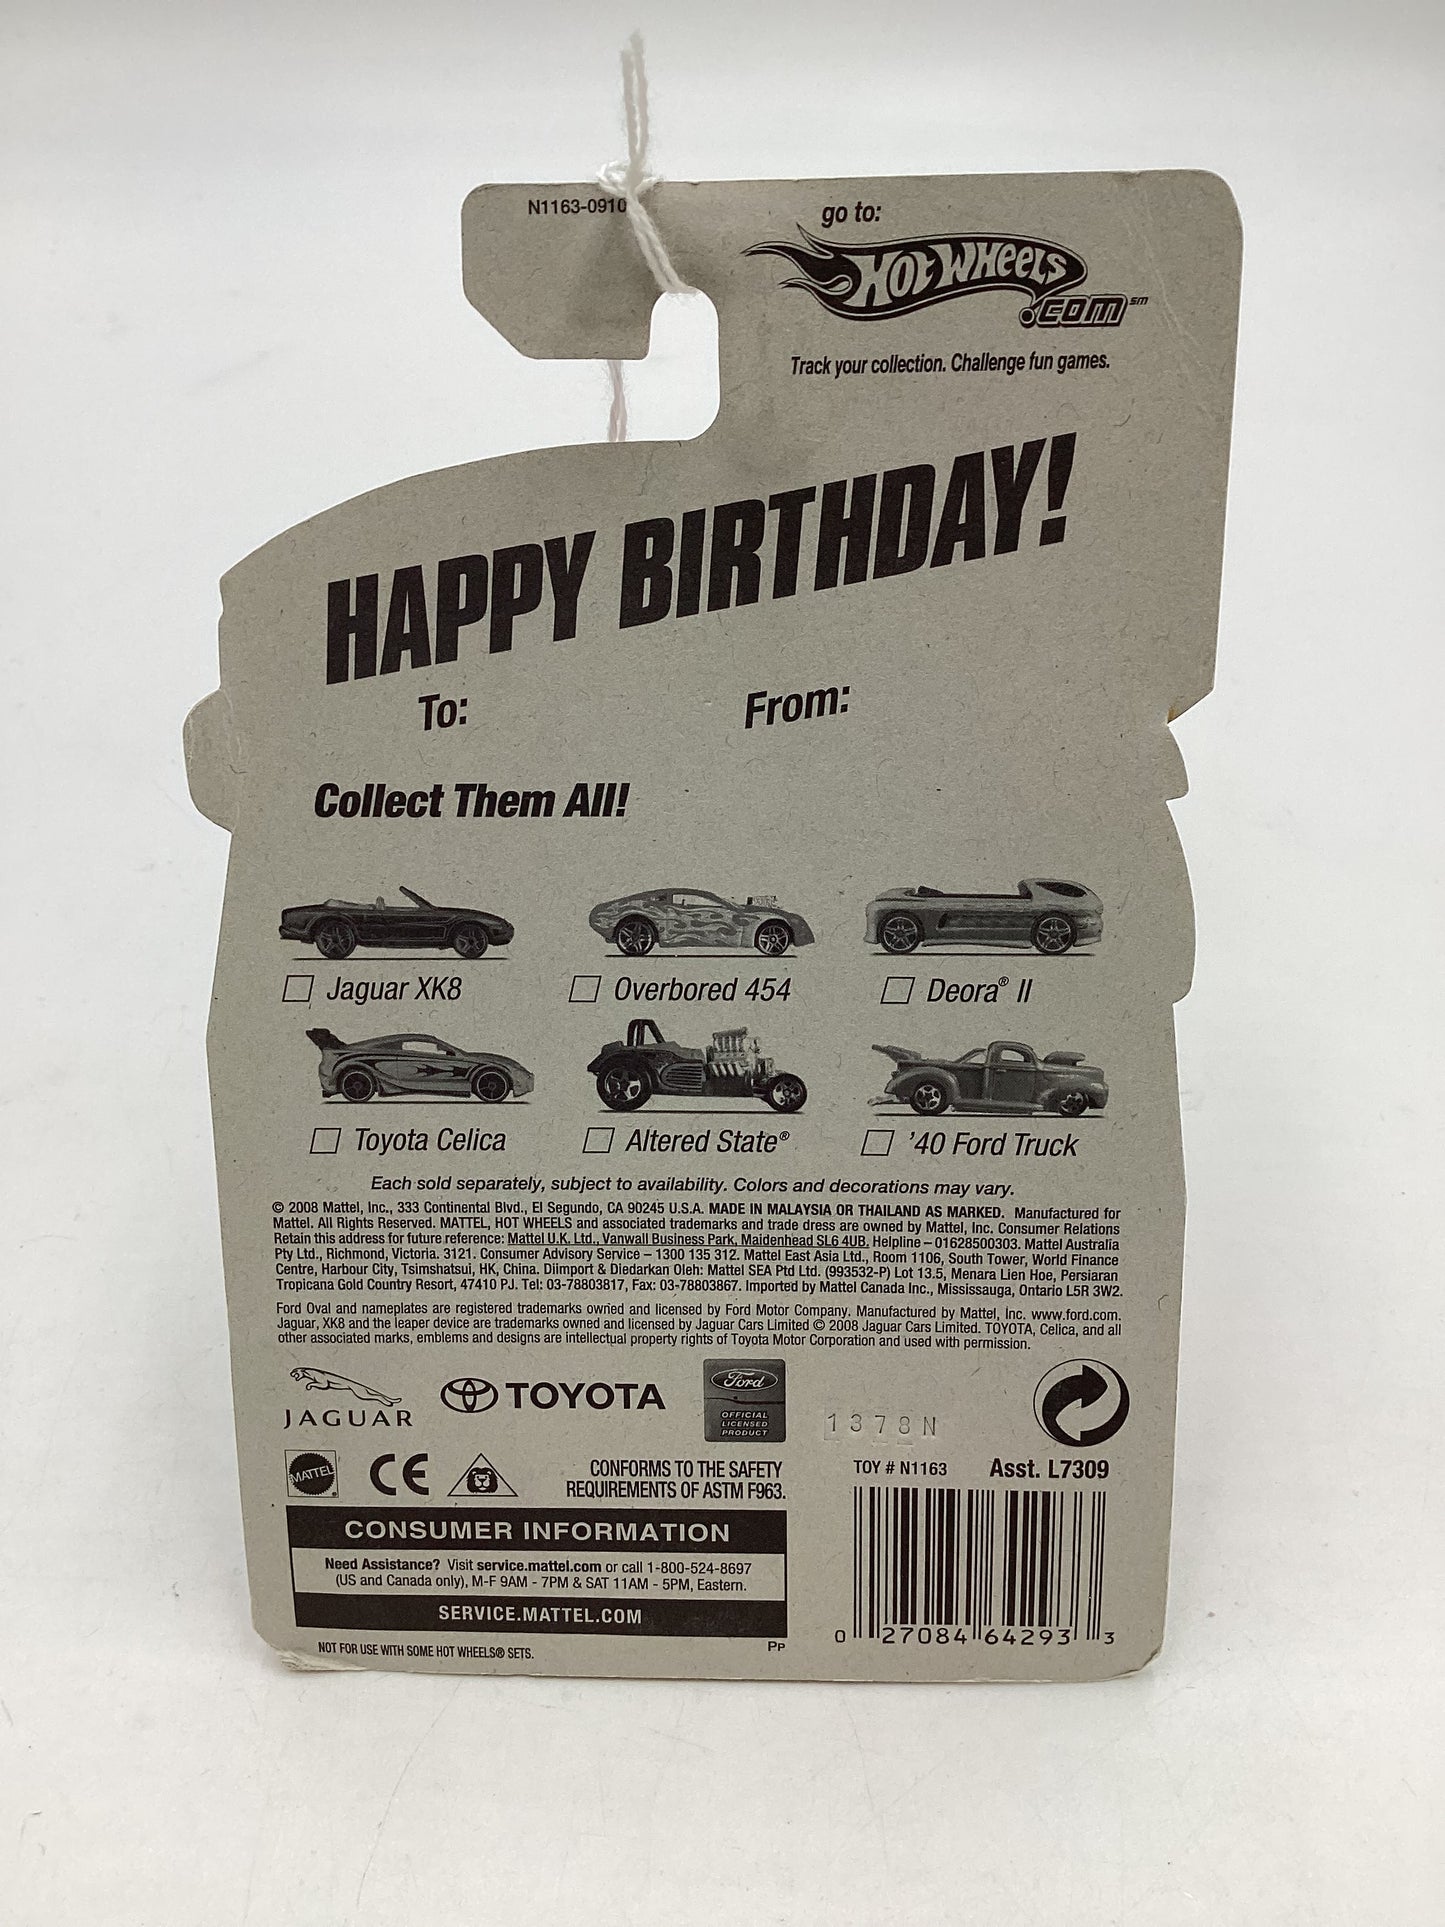 N1163-0910
go to:
Hot Wheels
.COM SM
Track your collection. Challenge fun games.
HAPPY BIRTHDAY!
To: From:
Collect Them All!
Jaguar XK8 Overbored 454 Deora® II
Toyota Celica Altered State® '40 Ford Truck
Each sold separately, subject to availability. Colors and decorations may vary.
© 2008 Mattel, Inc., 333 Continental Blvd., El Segundo, CA 90245 U.S.A. MADE IN MALAYSIA OR THAILAND AS MARKED. Manufactured for
Mattel. All Rights Reserved. MATTEL, HOT WHEELS and associated trademarks and trade dress are owned by Mattel, Inc. Consumer Relations
Retain this address for future reference: Mattel U.K. Ltd., Vanwall Business Park, Maidenhead SL6 4UB. Helpline – 01628500303. Mattel Australia
Pty Ltd., Richmond, Victoria. 3121. Consumer Advisory Service – 1300 135 312. Mattel East Asia Ltd., Room 1106, South Tower, World Finance
Centre, Harbour City, Tsimshatsui, HK, China. Diimport & Diedarkan Oleh: Mattel SEA Ptd Ltd. (993532-P) Lot 13.5, Menara Lien Hoe, Persiaran
Tropicana Gold Country Resort, 47410 PJ. Tel: 03-78803817, Fax: 03-78803867. Imported by Mattel Canada Inc., Mississauga, Ontario L5R 3W2.
Ford Oval and nameplates are registered trademarks owned and licensed by Ford Motor Company. Manufactured by Mattel, Inc. www.ford.com.
Jaguar, XK8 and the leaper device are trademarks owned and licensed by Jaguar Cars Limited © 2008 Jaguar Cars Limited. TOYOTA, Celica, and all
other associated marks, emblems and designs are intellectual property rights of Toyota Motor Corporation and used with permission.
JAGUAR
TOYOTA
Ford
OFFICIAL
LICENSED
PRODUCT
1378N
MATTEL
CE
CONFORMS TO THE SAFETY
REQUIREMENTS OF ASTM F963.
TOY # N1163 Asst. L7309
CONSUMER INFORMATION
Need Assistance? Visit service.mattel.com or call 1-800-524-8697
(US and Canada only), M-F 9AM - 7PM & SAT 11AM - 5PM, Eastern.
SERVICE.MATTEL.COM
NOT FOR USE WITH SOME HOT WHEELS® SETS.
PP
0 27084 64293 3